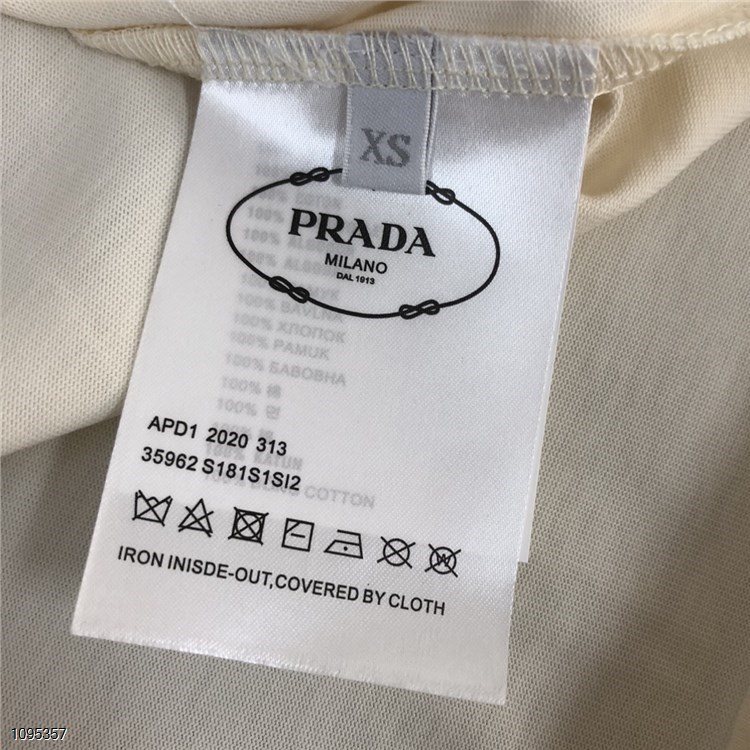 XS
PRADA
MILANO
DAL 1913
100% ALGO
100% BAVLNA
100% ХЛОПОК
100% PAMUK
100% БАВОВНА
100% 棉
100% 면
APD1 2020 313
35962 S181S1SI2
COTTON
W
IRON INISDE-OUT,COVERED BY CLOTH
1095357